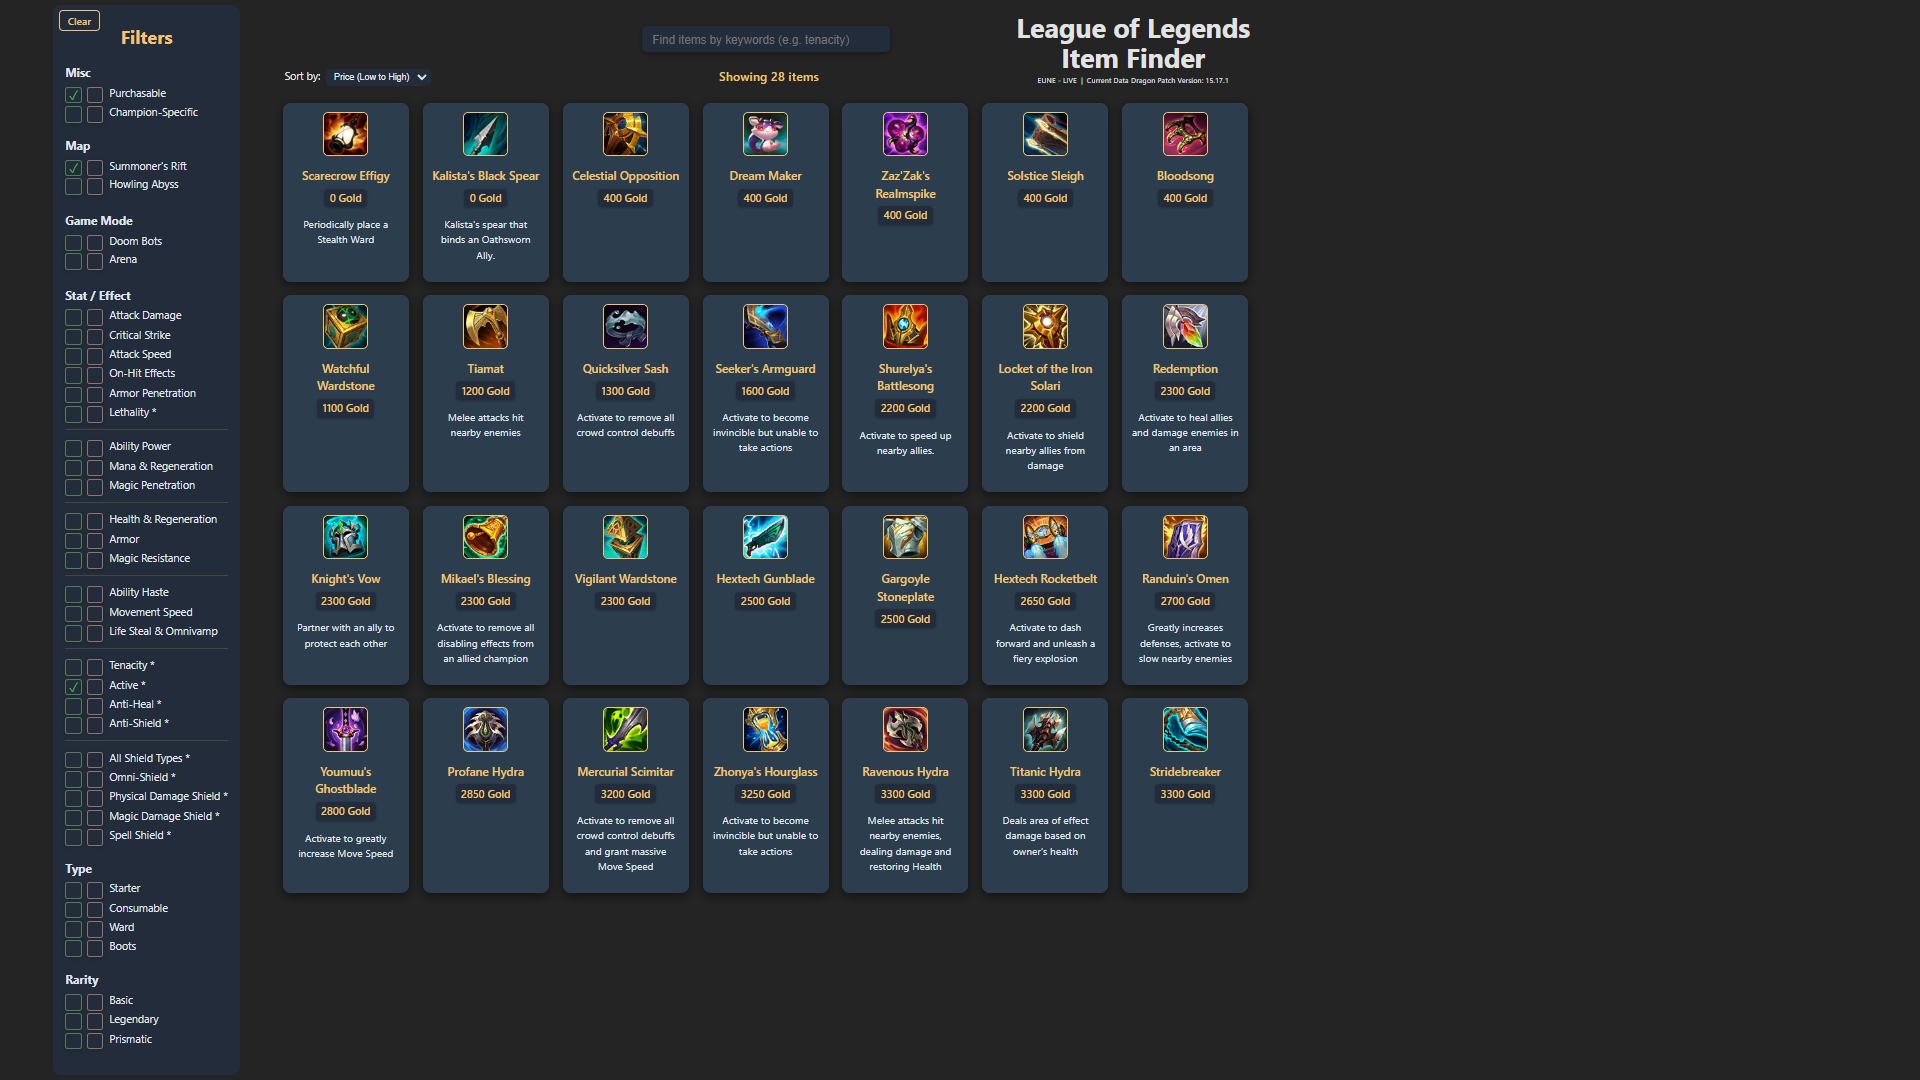 Clear
Filters
Misc
Purchasable
Champion-Specific
Map
Summoner's Rift
Howling Abyss
Game Mode
Doom Bots
Arena
Stat / Effect
Attack Damage
Critical Strike
Attack Speed
On-Hit Effects
Armor Penetration
Lethality *
Ability Power
Mana & Regeneration
Magic Penetration
Health & Regeneration
Armor
Magic Resistance
Ability Haste
Movement Speed
Life Steal & Omnivamp
Tenacity *
Active *
Anti-Heal *
Anti-Shield *
All Shield Types *
Omni-Shield *
Physical Damage Shield *
Magic Damage Shield *
Spell Shield *
Type
Starter
Consumable
Ward
Boots
Rarity
Basic
Legendary
Prismatic
Find items by keywords (e.g. tenacity)
League of Legends
Item Finder
EUNE - LIVE | Current Data Dragon Patch Version: 15.17.1
Sort by: Price (Low to High)
Showing 28 items
Scarecrow Effigy
0 Gold
Periodically place a
Stealth Ward
Kalista's Black Spear
0 Gold
Kalista's spear that
binds an Oathsworn
Ally.
Celestial Opposition
400 Gold
Dream Maker
400 Gold
Zaz'Zak's
Realmspike
400 Gold
Solstice Sleigh
400 Gold
Bloodsong
400 Gold
Watchful
Wardstone
1100 Gold
Tiamat
1200 Gold
Melee attacks hit
nearby enemies
Quicksilver Sash
1300 Gold
Activate to remove all
crowd control debuffs
Seeker's Armguard
1600 Gold
Activate to become
invincible but unable to
take actions
Shurelya's
Battlesong
2200 Gold
Activate to speed up
nearby allies.
Locket of the Iron
Solari
2200 Gold
Activate to shield
nearby allies from
damage
Redemption
2300 Gold
Activate to heal allies
and damage enemies in
an area
Knight's Vow
2300 Gold
Partner with an ally to
protect each other
Mikael's Blessing
2300 Gold
Activate to remove all
disabling effects from
an allied champion
Vigilant Wardstone
2300 Gold
Hextech Gunblade
2500 Gold
Gargoyle
Stoneplate
2500 Gold
Hextech Rocketbelt
2650 Gold
Activate to dash
forward and unleash a
fiery explosion
Randuin's Omen
2700 Gold
Greatly increases
defenses, activate to
slow nearby enemies
Youmuu's
Ghostblade
2800 Gold
Activate to greatly
increase Move Speed
Profane Hydra
2850 Gold
Mercurial Scimitar
3200 Gold
Activate to remove all
crowd control debuffs
and grant massive
Move Speed
Zhonya's Hourglass
3250 Gold
Activate to become
invincible but unable to
take actions
Ravenous Hydra
3300 Gold
Melee attacks hit
nearby enemies,
dealing damage and
restoring Health
Titanic Hydra
3300 Gold
Deals area of effect
damage based on
owner's health
Stridebreaker
3300 Gold